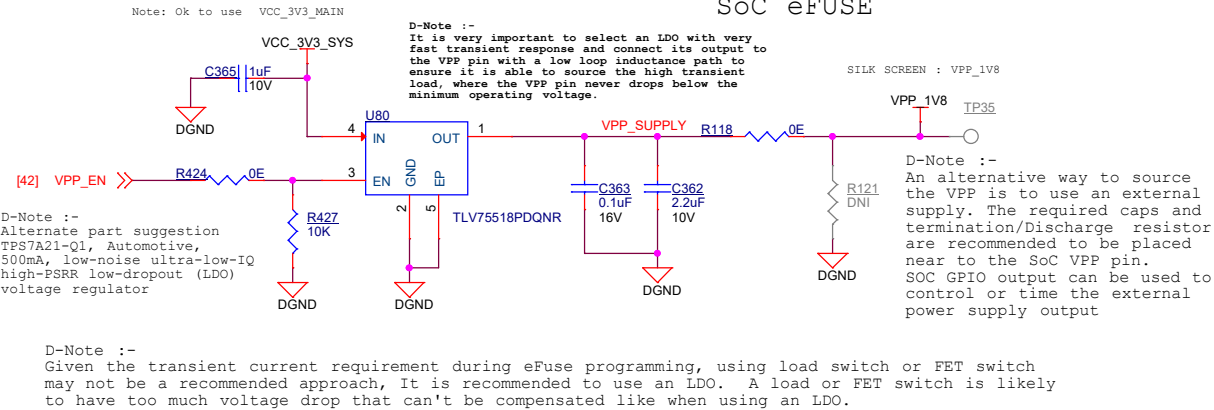 SoC eFUSE
Note: Ok to use VCC_3V3_MAIN
D-Note :-
It is very important to select an LDO with very
fast transient response and connect its output to
the VPP pin with a low loop inductance path to
ensure it is able to source the high transient
load, where the VPP pin never drops below the
minimum operating voltage.
VCC_3V3_SYS
C365 1uF
10V
DGND
SILK SCREEN : VPP_1V8
VPP_1V8
TP35
U80
4 IN
OUT 1
3 EN
GND
EP
2
5
TLV75518PDQNR
DGND
VPP_SUPPLY
R118 0E
[42] VPP_EN
R424 0E
R427
10K
DGND
C363
0.1uF
16V
C362
2.2uF
10V
DGND
R121
DNI
DGND
D-Note :-
Alternate part suggestion
TPS7A21-Q1, Automotive,
500mA, low-noise ultra-low-IQ
high-PSRR low-dropout (LDO)
voltage regulator
D-Note :-
An alternative way to source
the VPP is to use an external
supply. The required caps and
termination/Discharge resistor
are recommended to be placed
near to the SoC VPP pin.
SOC GPIO output can be used to
control or time the external
power supply output
D-Note :-
Given the transient current requirement during eFuse programming, using load switch or FET switch
may not be a recommended approach, It is recommended to use an LDO. A load or FET switch is likely
to have too much voltage drop that can't be compensated like when using an LDO.